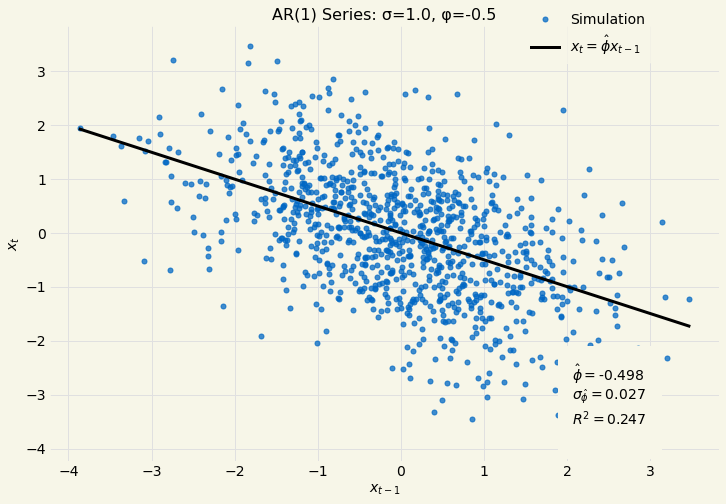 AR(1) Series: σ=1.0, φ=-0.5
Simulation
x_t = φ̂x_{t−1}
3
2
1
0
−1
−2
−3
−4
x_t
φ̂ = -0.498
σ_φ̂ = 0.027
R² = 0.247
−4 −3 −2 −1 0 1 2 3
x_{t−1}